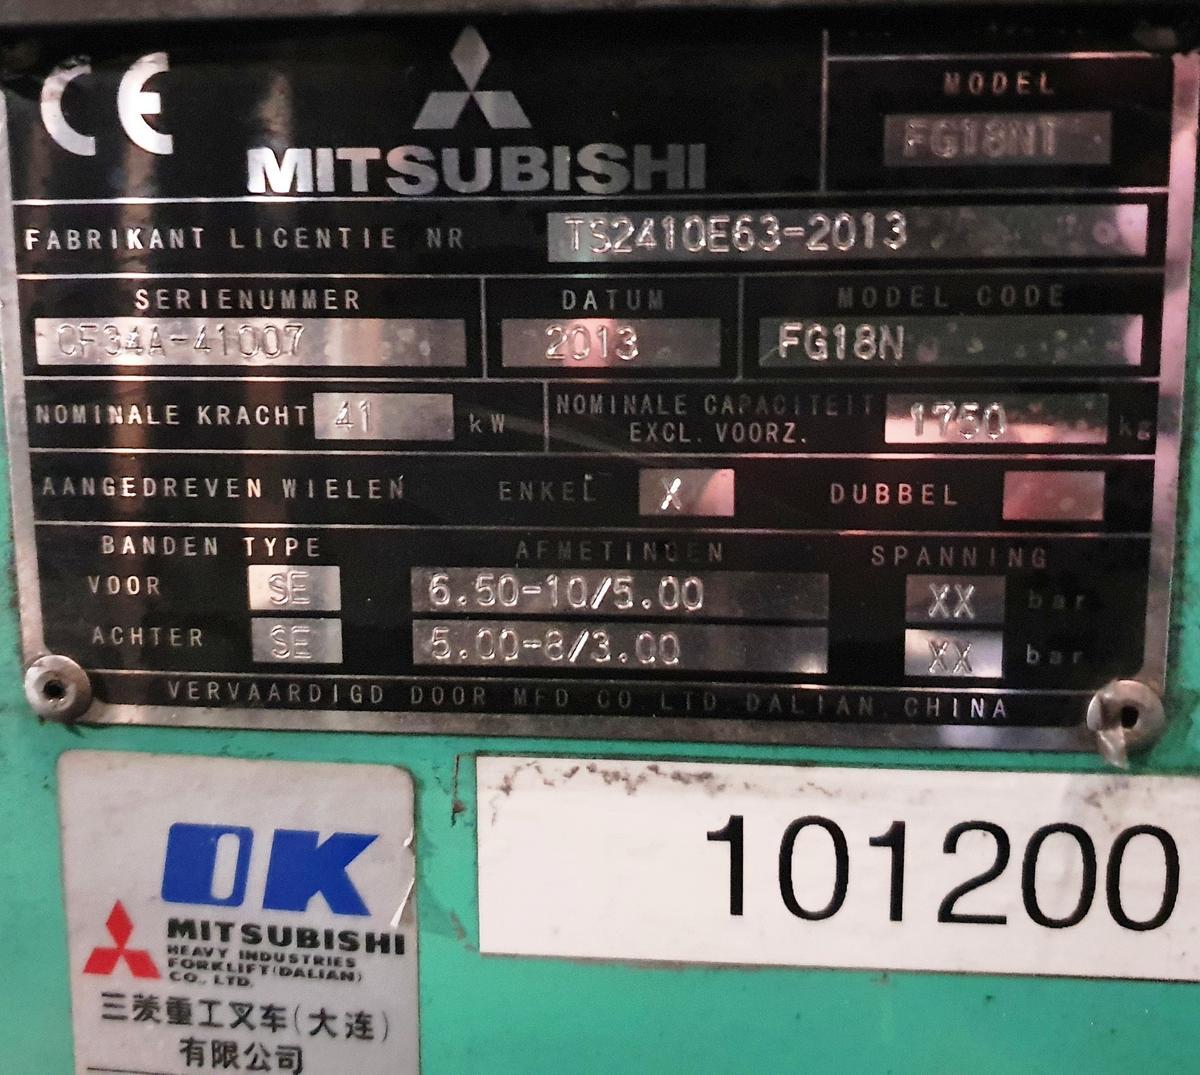 CE
MITSUBISHI
MODEL
FG18NT
FABRIKANT LICENTIE NR TS2410E63-2013
SERIENUMMER DATUM MODEL CODE
CF34A-41007 2013 FG18N
NOMINALE KRACHT 41 kW NOMINALE CAPACITEIT
EXCL. VOORZ. 1750 kg
AANGEDREVEN WIELEN ENKEL X DUBBEL
BANDEN TYPE AFMETINGEN SPANNING
VOOR SE 6.50-10/5.00 XX bar
ACHTER SE 5.00-8/3.00 XX bar
VERVAARDIGD DOOR MFD CO. LTD. DALIAN. CHINA
OK
MITSUBISHI
HEAVY INDUSTRIES
FORKLIFT (DALIAN)
CO., LTD.
三菱重工叉车(大连)
有限公司
101200